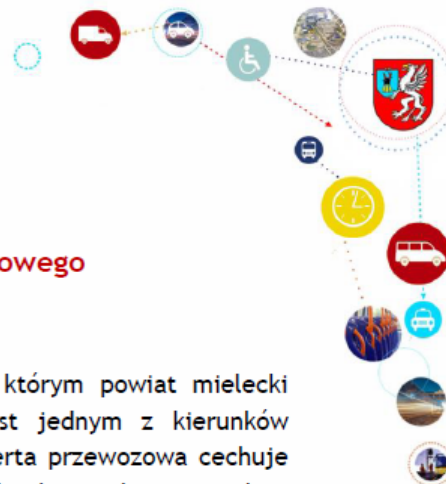 owego
którym powiat mielecki
st jednym z kierunków
erta przewozowa cechuje